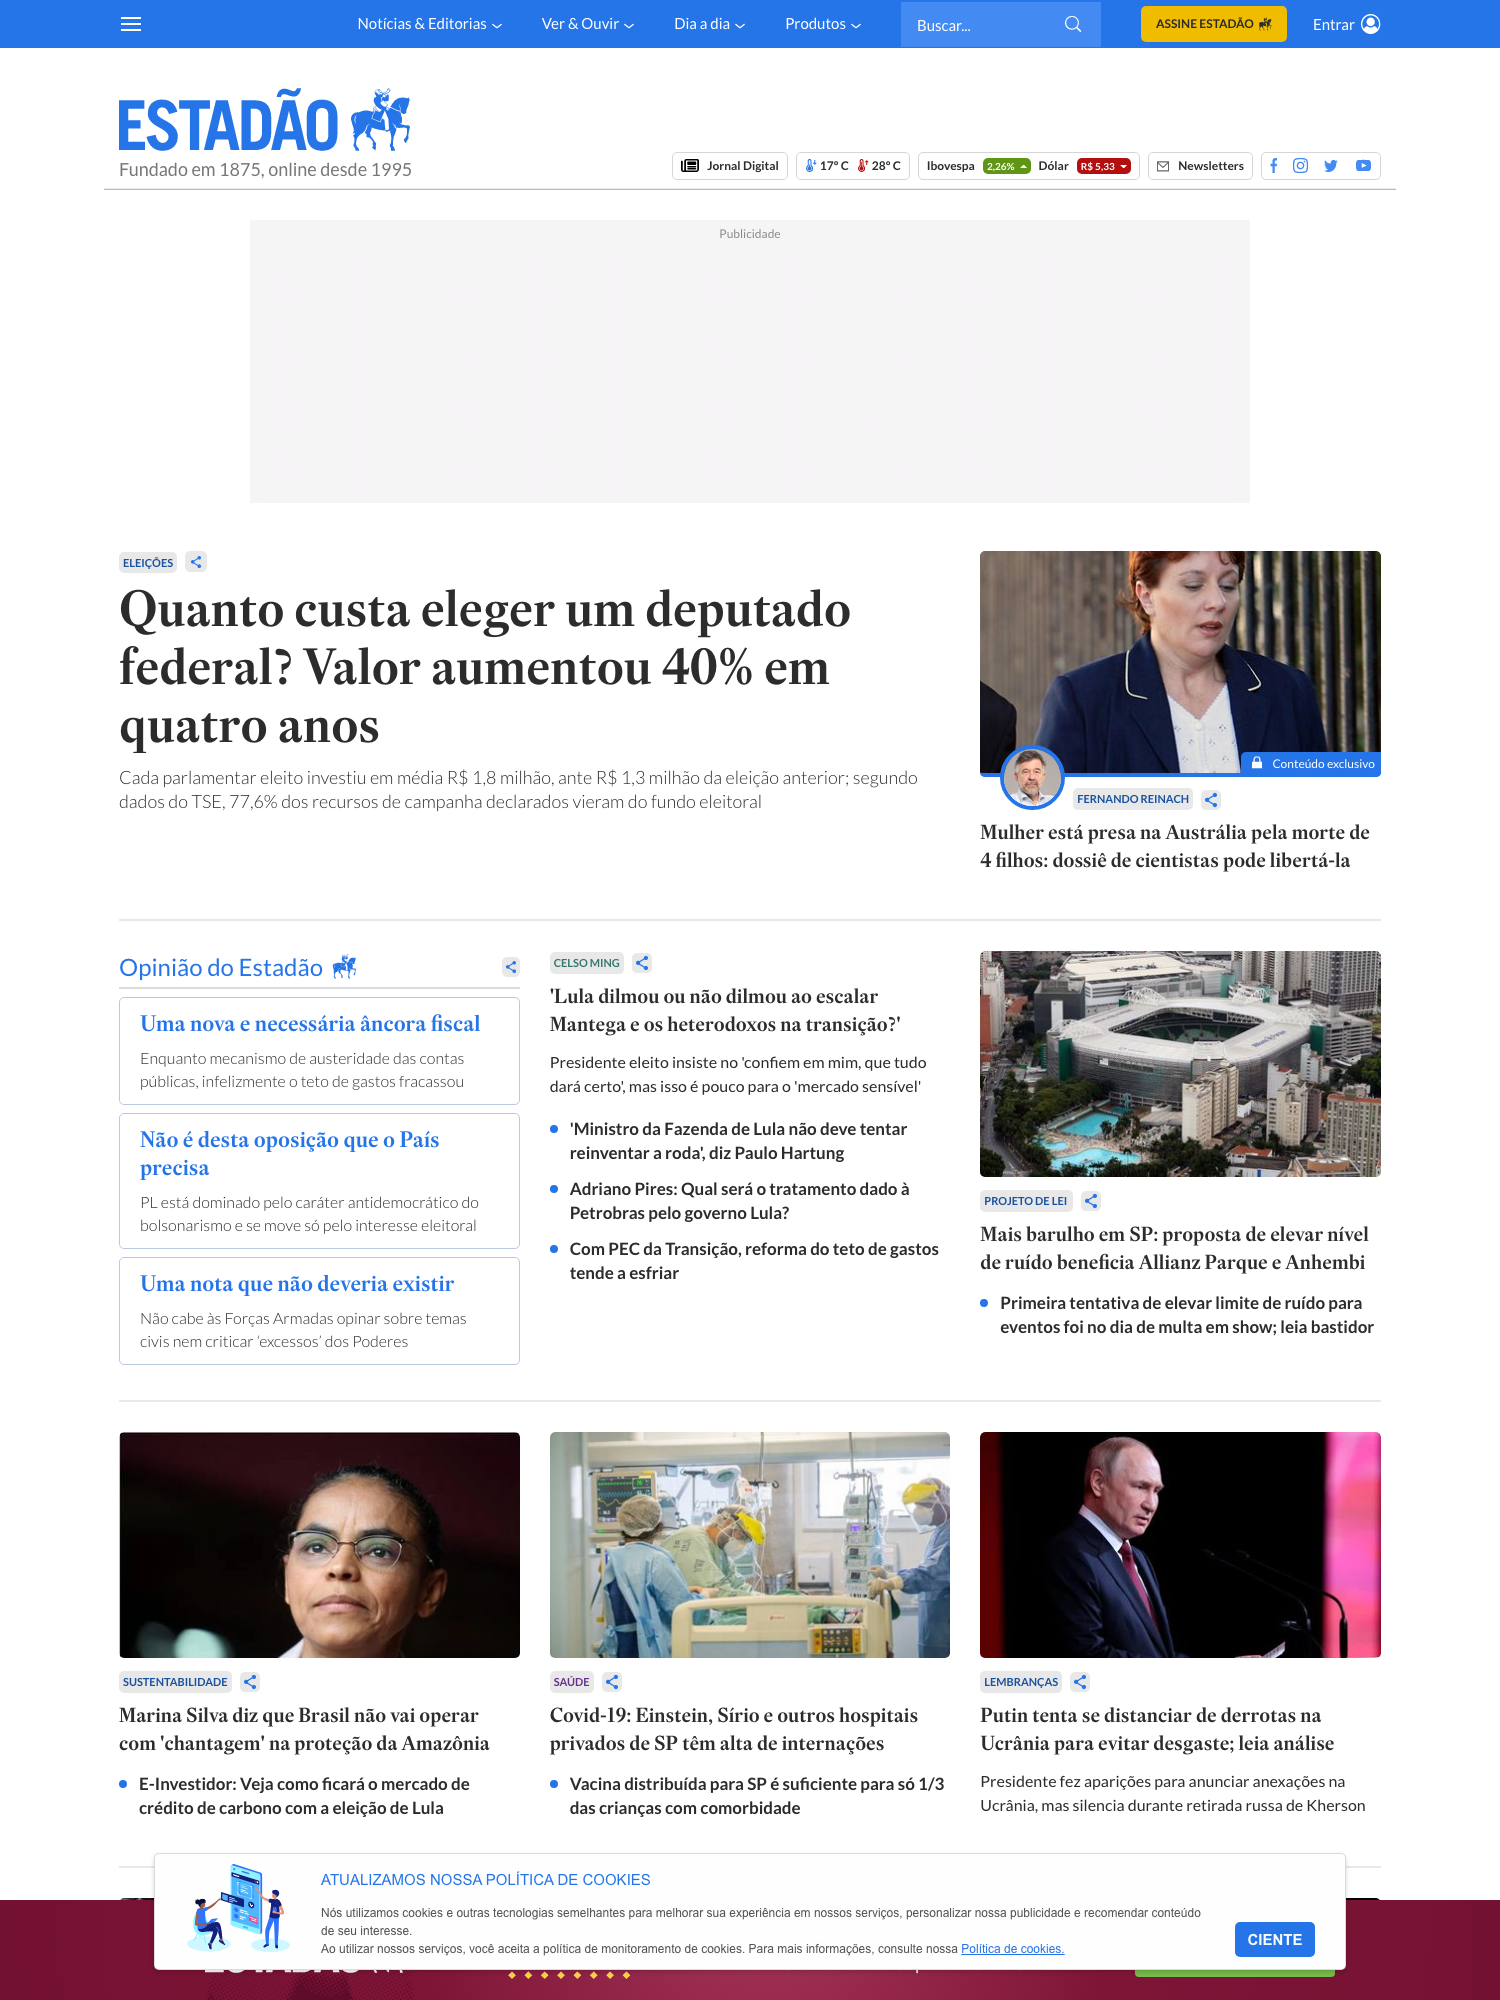 Notícias & Editorias
Ver & Ouvir
Dia a dia
Produtos
Buscar...
ASSINE ESTADÃO
Entrar
ESTADÃO
Fundado em 1875, online desde 1995
Jornal Digital
17º C
28º C
Ibovespa
2,26%
Dólar
R$ 5,33
Newsletters
Publicidade
ELEIÇÕES
Quanto custa eleger um deputado
federal? Valor aumentou 40% em
quatro anos
Cada parlamentar eleito investiu em média R$ 1,8 milhão, ante R$ 1,3 milhão da eleição anterior; segundo
dados do TSE, 77,6% dos recursos de campanha declarados vieram do fundo eleitoral
Conteúdo exclusivo
FERNANDO REINACH
Mulher está presa na Austrália pela morte de
4 filhos: dossiê de cientistas pode libertá-la
Opinião do Estadão
Uma nova e necessária âncora fiscal
Enquanto mecanismo de austeridade das contas
públicas, infelizmente o teto de gastos fracassou
Não é desta oposição que o País
precisa
PL está dominado pelo caráter antidemocrático do
bolsonarismo e se move só pelo interesse eleitoral
Uma nota que não deveria existir
Não cabe às Forças Armadas opinar sobre temas
civis nem criticar ‘excessos’ dos Poderes
CELSO MING
'Lula dilmou ou não dilmou ao escalar
Mantega e os heterodoxos na transição?'
Presidente eleito insiste no 'confiem em mim, que tudo
dará certo', mas isso é pouco para o 'mercado sensível'
'Ministro da Fazenda de Lula não deve tentar
reinventar a roda', diz Paulo Hartung
Adriano Pires: Qual será o tratamento dado à
Petrobras pelo governo Lula?
Com PEC da Transição, reforma do teto de gastos
tende a esfriar
PROJETO DE LEI
Mais barulho em SP: proposta de elevar nível
de ruído beneficia Allianz Parque e Anhembi
Primeira tentativa de elevar limite de ruído para
eventos foi no dia de multa em show; leia bastidor
SUSTENTABILIDADE
Marina Silva diz que Brasil não vai operar
com 'chantagem' na proteção da Amazônia
E-Investidor: Veja como ficará o mercado de
crédito de carbono com a eleição de Lula
SAÚDE
Covid-19: Einstein, Sírio e outros hospitais
privados de SP têm alta de internações
Vacina distribuída para SP é suficiente para só 1/3
das crianças com comorbidade
LEMBRANÇAS
Putin tenta se distanciar de derrotas na
Ucrânia para evitar desgaste; leia análise
Presidente fez aparições para anunciar anexações na
Ucrânia, mas silencia durante retirada russa de Kherson
ATUALIZAMOS NOSSA POLÍTICA DE COOKIES
Nós utilizamos cookies e outras tecnologias semelhantes para melhorar sua experiência em nossos serviços, personalizar nossa publicidade e recomendar conteúdo
de seu interesse.
Ao utilizar nossos serviços, você aceita a política de monitoramento de cookies. Para mais informações, consulte nossa Política de cookies.
CIENTE